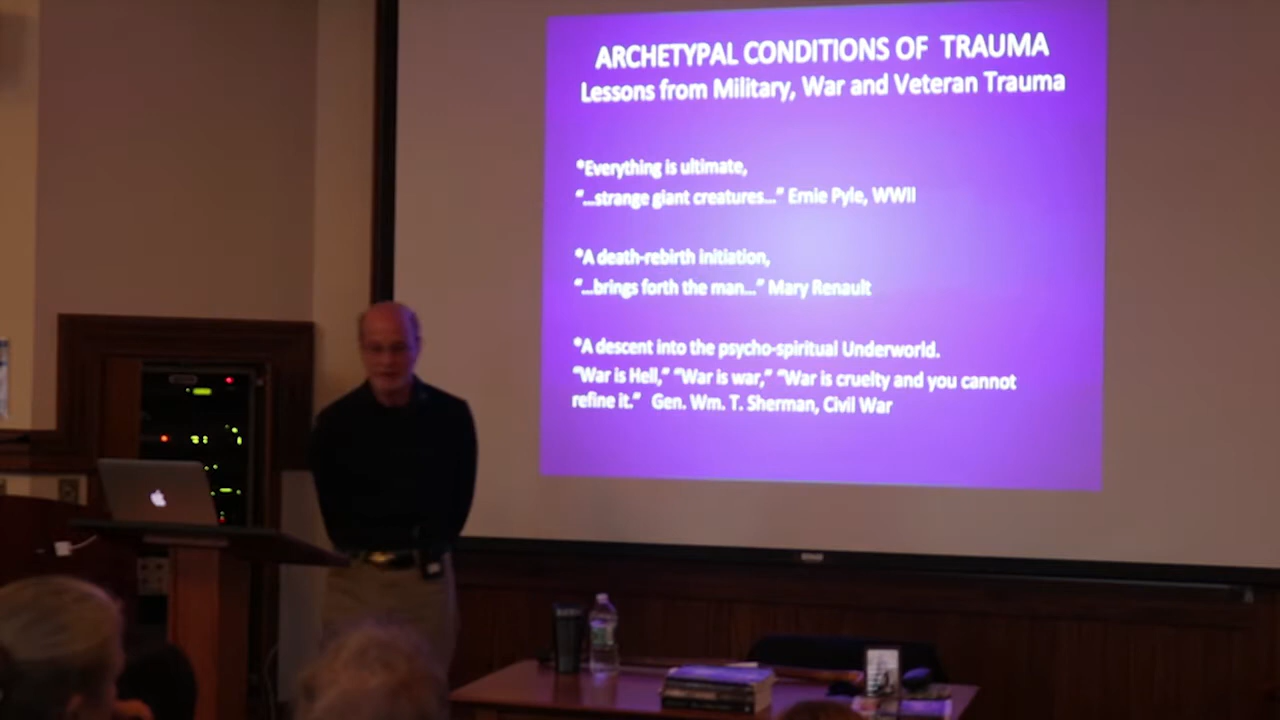 ARCHETYPAL CONDITIONS OF TRAUMA
Lessons from Military, War and Veteran Trauma
*Everything is ultimate,
“...strange giant creatures...” Ernie Pyle, WWII
*A death-rebirth initiation,
“...brings forth the man...” Mary Renault
*A descent into the psycho-spiritual Underworld.
“War is Hell,” “War is war,” “War is cruelty and you cannot
refine it.” Gen. Wm. T. Sherman, Civil War